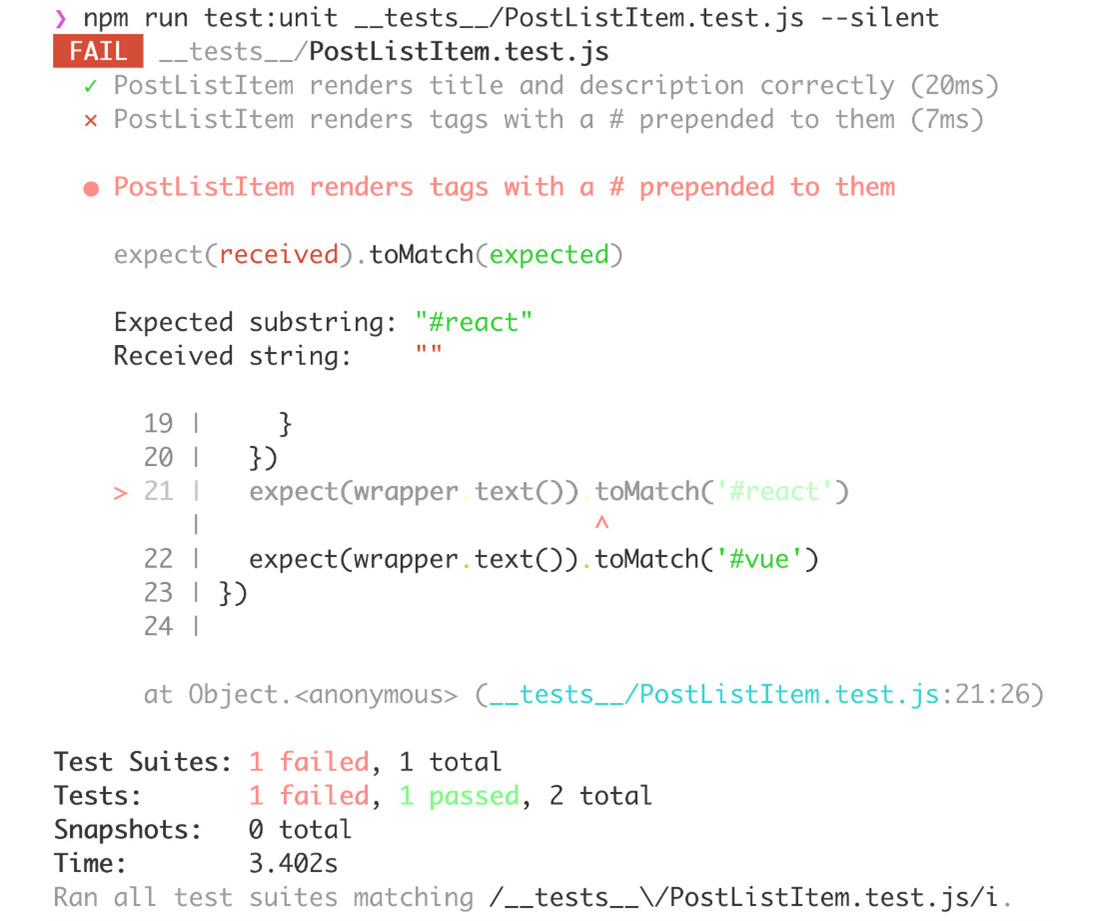 ❯ npm run test:unit __tests__/PostListItem.test.js --silent
FAIL __tests__/PostListItem.test.js
✓ PostListItem renders title and description correctly (20ms)
✕ PostListItem renders tags with a # prepended to them (7ms)
● PostListItem renders tags with a # prepended to them
expect(received).toMatch(expected)
Expected substring: "#react"
Received string:    ""
19 |     }
20 |   })
> 21 |   expect(wrapper.text()).toMatch('#react')
|                          ^
22 |   expect(wrapper.text()).toMatch('#vue')
23 | })
24 |
at Object.<anonymous> (__tests__/PostListItem.test.js:21:26)
Test Suites: 1 failed, 1 total
Tests:       1 failed, 1 passed, 2 total
Snapshots:   0 total
Time:        3.402s
Ran all test suites matching /__tests__\/PostListItem.test.js/i.